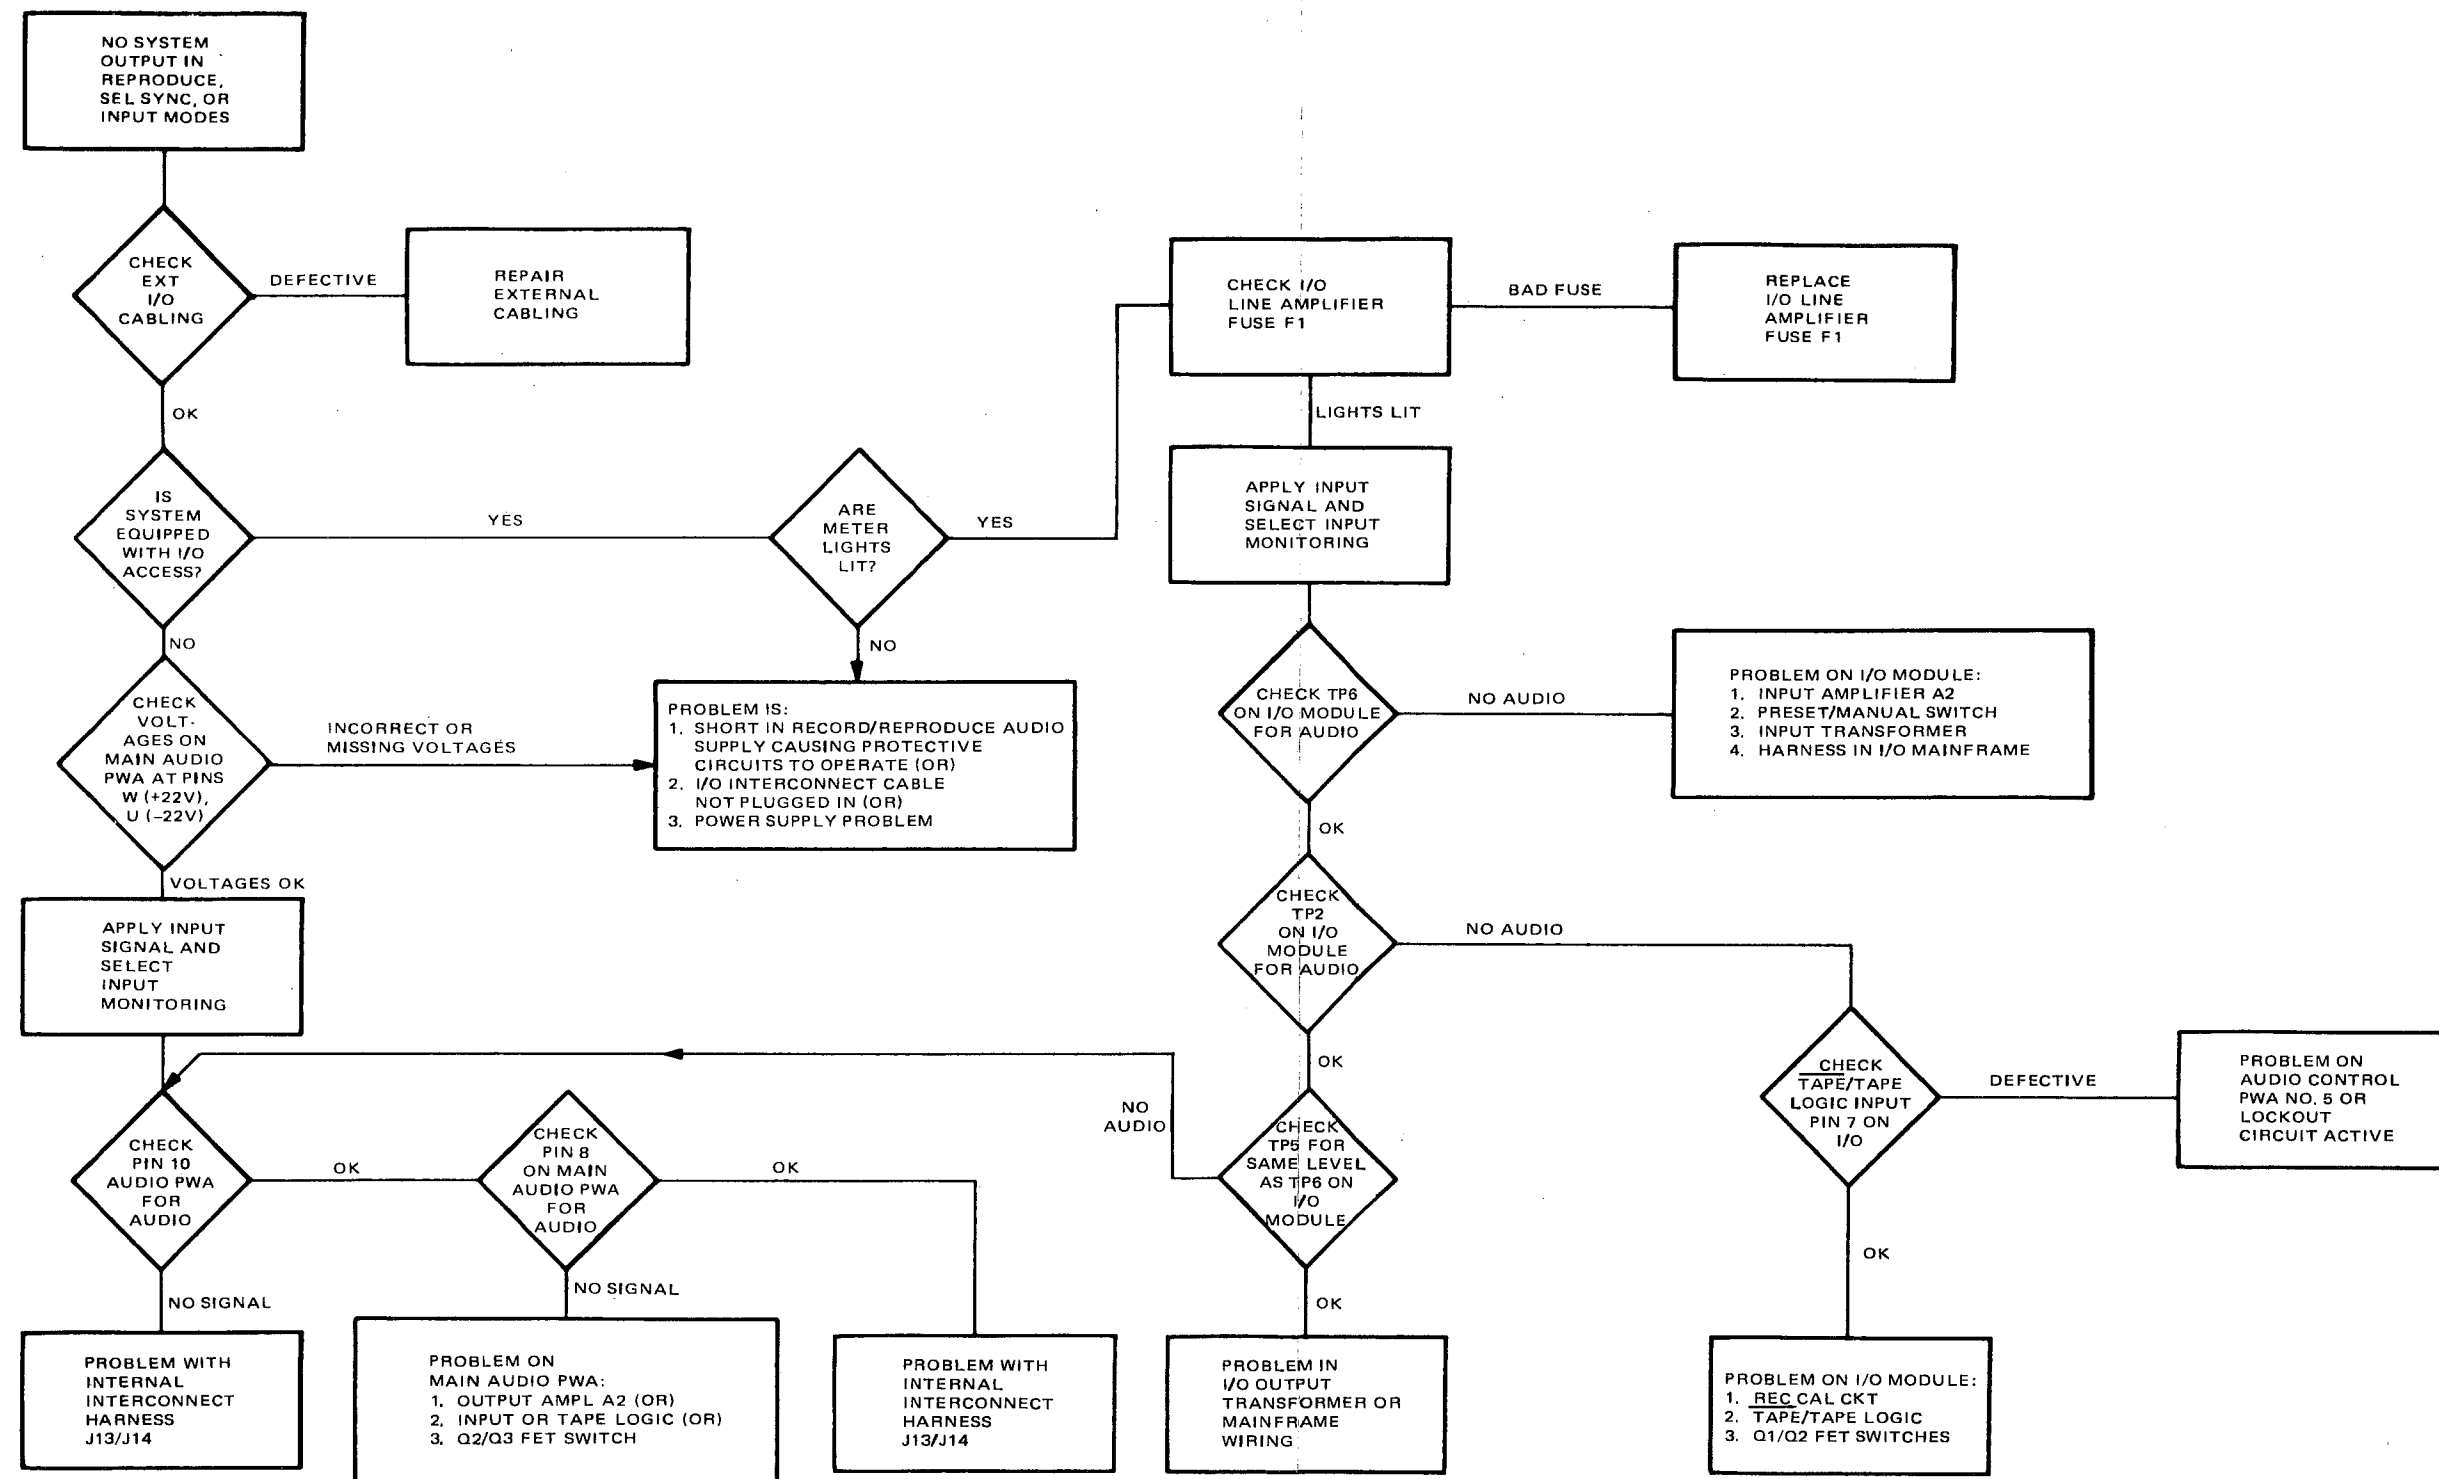 NO SYSTEM
OUTPUT IN
REPRODUCE,
SEL SYNC, OR
INPUT MODES
CHECK
EXT
I/O
CABLING
DEFECTIVE
REPAIR
EXTERNAL
CABLING
OK
IS
SYSTEM
EQUIPPED
WITH I/O
ACCESS?
YES
ARE
METER
LIGHTS
LIT?
YES
NO
NO
CHECK
VOLT-
AGES ON
MAIN AUDIO
PWA AT PINS
W (+22V),
U (−22V)
INCORRECT OR
MISSING VOLTAGES
PROBLEM IS:
1. SHORT IN RECORD/REPRODUCE AUDIO
SUPPLY CAUSING PROTECTIVE
CIRCUITS TO OPERATE (OR)
2. I/O INTERCONNECT CABLE
NOT PLUGGED IN (OR)
3. POWER SUPPLY PROBLEM
VOLTAGES OK
APPLY INPUT
SIGNAL AND
SELECT
INPUT
MONITORING
CHECK
PIN 10
AUDIO PWA
FOR
AUDIO
OK
CHECK
PIN 8
ON MAIN
AUDIO PWA
FOR
AUDIO
OK
NO SIGNAL
PROBLEM WITH
INTERNAL
INTERCONNECT
HARNESS
J13/J14
NO SIGNAL
PROBLEM ON
MAIN AUDIO PWA:
1. OUTPUT AMPL A2 (OR)
2. INPUT OR TAPE LOGIC (OR)
3. Q2/Q3 FET SWITCH
PROBLEM WITH
INTERNAL
INTERCONNECT
HARNESS
J13/J14
CHECK I/O
LINE AMPLIFIER
FUSE F1
BAD FUSE
REPLACE
I/O LINE
AMPLIFIER
FUSE F1
LIGHTS LIT
APPLY INPUT
SIGNAL AND
SELECT INPUT
MONITORING
CHECK TP6
ON I/O MODULE
FOR AUDIO
NO AUDIO
PROBLEM ON I/O MODULE:
1. INPUT AMPLIFIER A2
2. PRESET/MANUAL SWITCH
3. INPUT TRANSFORMER
4. HARNESS IN I/O MAINFRAME
OK
CHECK
TP2
ON I/O
MODULE
FOR AUDIO
NO AUDIO
OK
CHECK
TP5 FOR
SAME LEVEL
AS TP6 ON
I/O
MODULE
NO
AUDIO
OK
PROBLEM IN
I/O OUTPUT
TRANSFORMER OR
MAINFRAME
WIRING
CHECK
TAPE/TAPE
LOGIC INPUT
PIN 7 ON
I/O
DEFECTIVE
PROBLEM ON
AUDIO CONTROL
PWA NO. 5 OR
LOCKOUT
CIRCUIT ACTIVE
OK
PROBLEM ON I/O MODULE:
1. REC CAL CKT
2. TAPE/TAPE LOGIC
3. Q1/Q2 FET SWITCHES